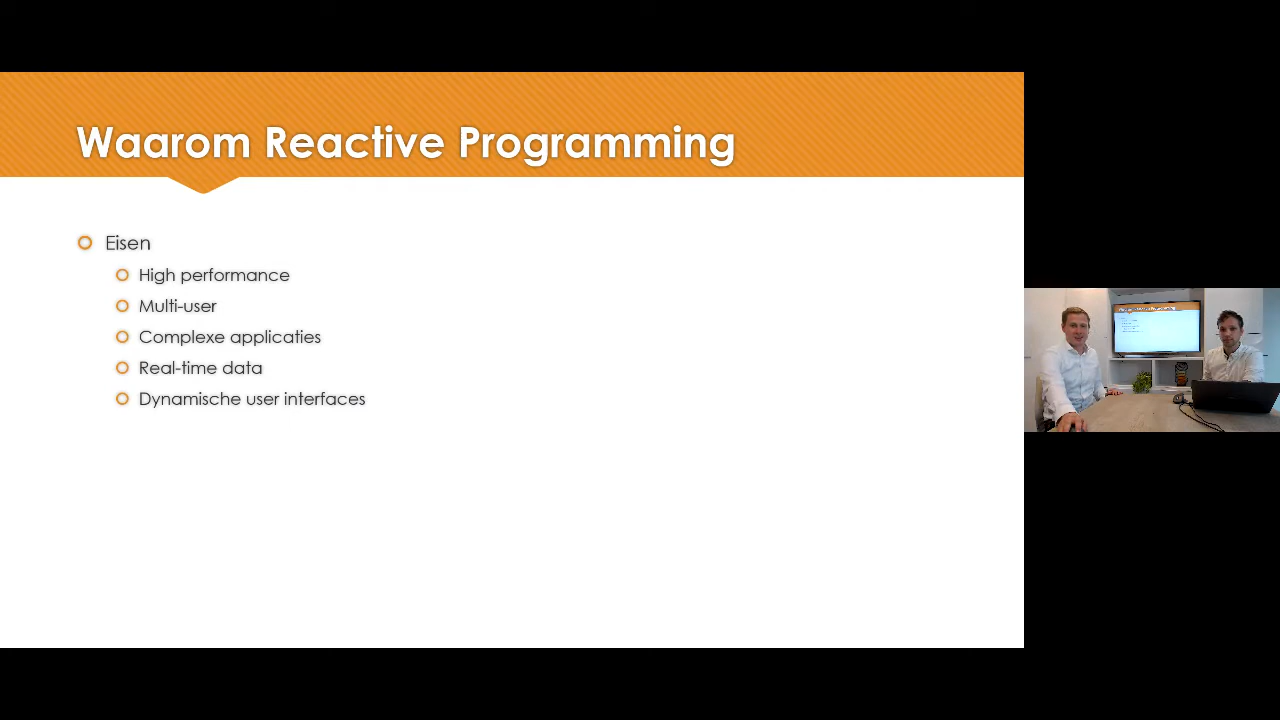 Waarom Reactive Programming
Eisen
High performance
Multi-user
Complexe applicaties
Real-time data
Dynamische user interfaces